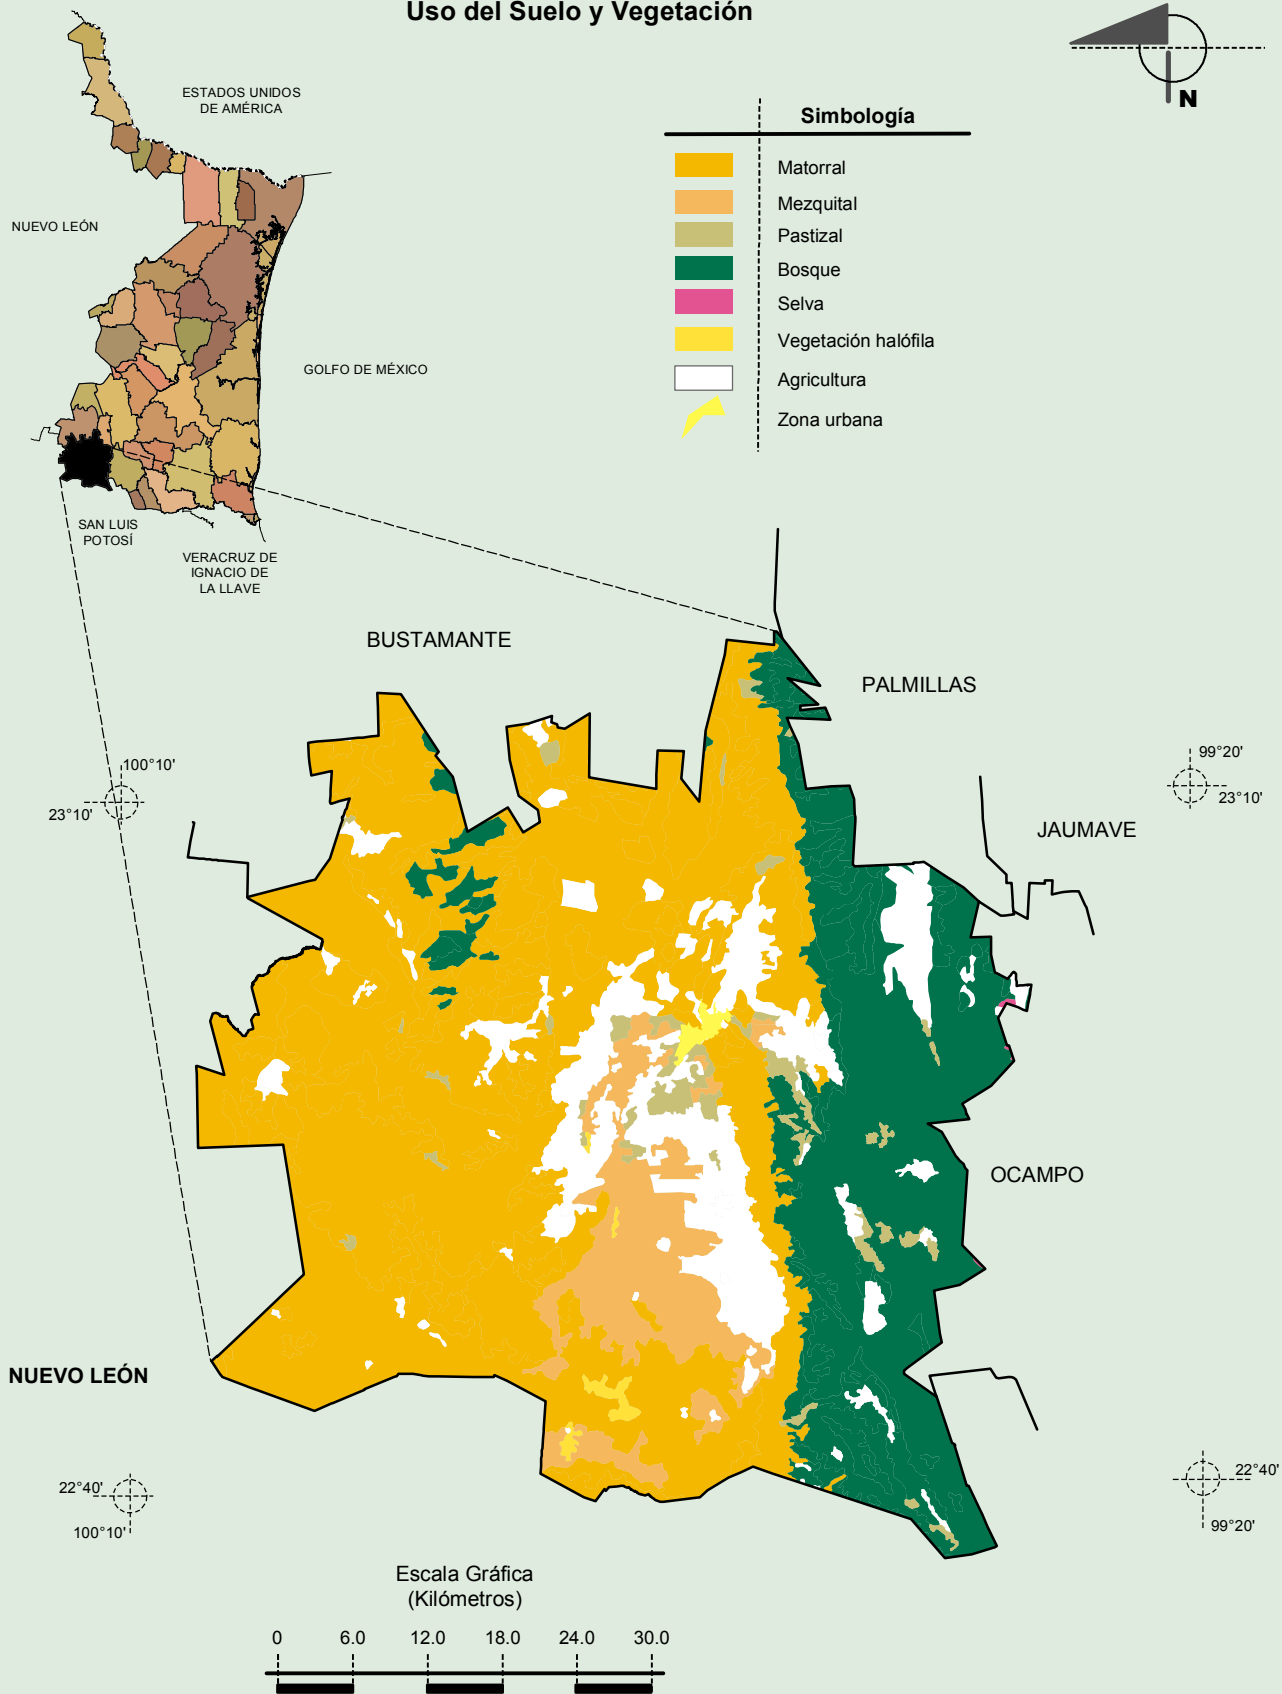 Uso del Suelo y Vegetación
N
ESTADOS UNIDOS
DE AMÉRICA
NUEVO LEÓN
GOLFO DE MÉXICO
SAN LUIS
POTOSÍ
VERACRUZ DE
IGNACIO DE
LA LLAVE
Simbología
Matorral
Mezquital
Pastizal
Bosque
Selva
Vegetación halófila
Agricultura
Zona urbana
BUSTAMANTE
PALMILLAS
100°10'
23°10'
99°20'
23°10'
JAUMAVE
OCAMPO
NUEVO LEÓN
22°40'
100°10'
22°40'
99°20'
Escala Gráfica
(Kilómetros)
0 6.0 12.0 18.0 24.0 30.0